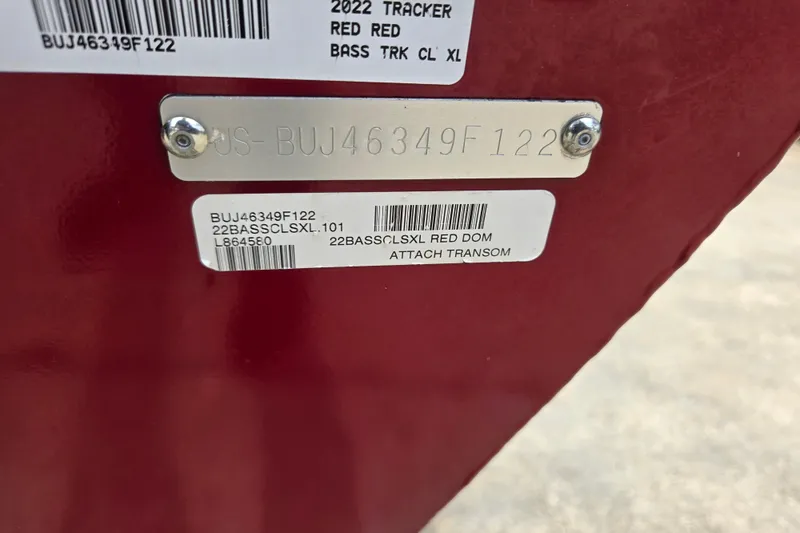 2022 TRACKER
RED RED
BASS TRK CL XL
BUJ46349F122
US-BUJ46349F122
BUJ46349F122
22BASSCLSXL.101
L864580
22BASSCLSXL RED DOM
ATTACH TRANSOM